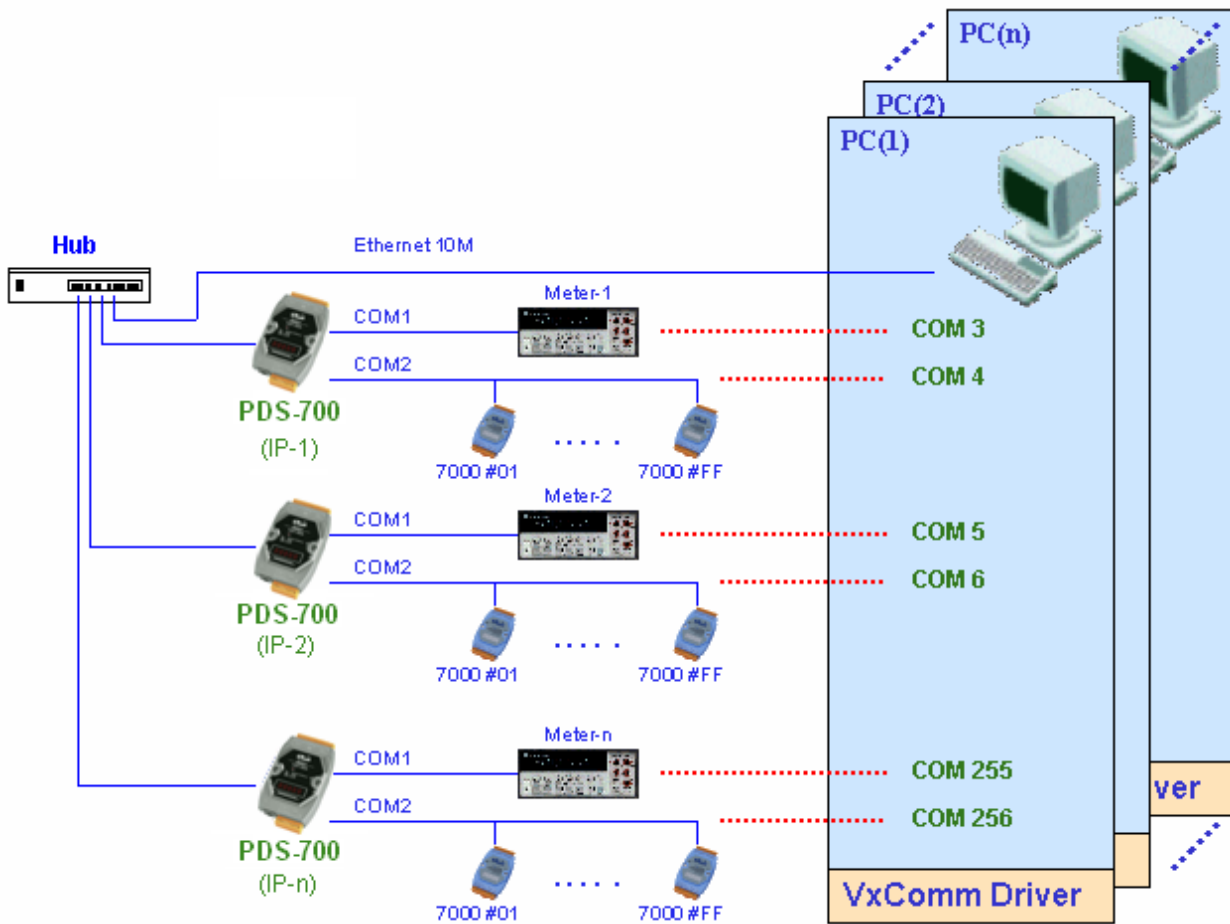 PC(n)
PC(2)
PC(1)
Hub
Ethernet 10M
Meter-1
COM1
COM 3
COM2
COM 4
PDS-700
(IP-1)
7000 #01
. . . . .
7000 #FF
Meter-2
COM1
COM 5
COM2
COM 6
PDS-700
(IP-2)
7000 #01
. . . . .
7000 #FF
Meter-n
COM1
COM 255
COM2
COM 256
PDS-700
(IP-n)
7000 #01
. . . . .
7000 #FF
ver
VxComm Driver